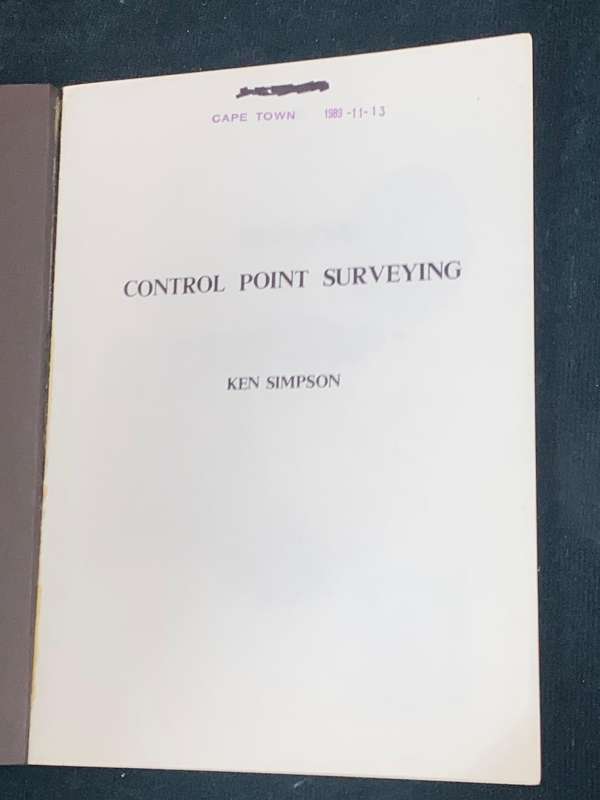 CAPE TOWN 1989-11-13
CONTROL POINT SURVEYING
KEN SIMPSON